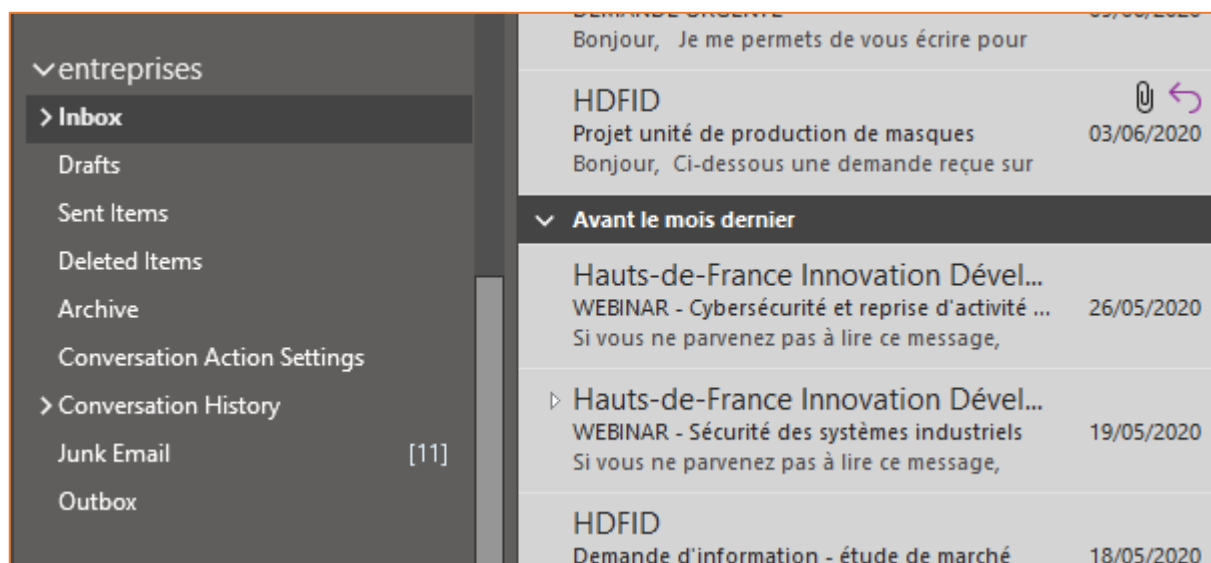 entreprises
Inbox
Drafts
Sent Items
Deleted Items
Archive
Conversation Action Settings
Conversation History
Junk Email [11]
Outbox
DEMANDE URGENTE
Bonjour, Je me permets de vous écrire pour
HDFID
Projet unité de production de masques 03/06/2020
Bonjour, Ci-dessous une demande reçue sur
Avant le mois dernier
Hauts-de-France Innovation Dével...
WEBINAR - Cybersécurité et reprise d'activité ... 26/05/2020
Si vous ne parvenez pas à lire ce message,
Hauts-de-France Innovation Dével...
WEBINAR - Sécurité des systèmes industriels 19/05/2020
Si vous ne parvenez pas à lire ce message,
HDFID
Demande d'information - étude de marché 18/05/2020